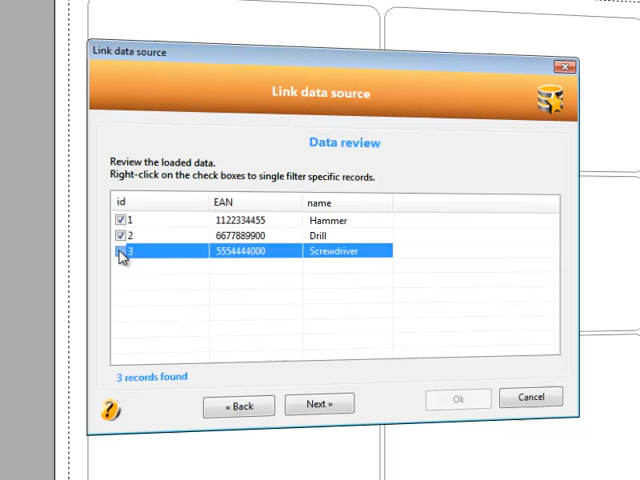 Link data source
Link data source
Data review
Review the loaded data.
Right-click on the check boxes to single filter specific records.
id EAN name
1 1122334455 Hammer
2 6677889900 Drill
3 5554444000 Screwdriver
3 records found
?
« Back Next » Ok Cancel